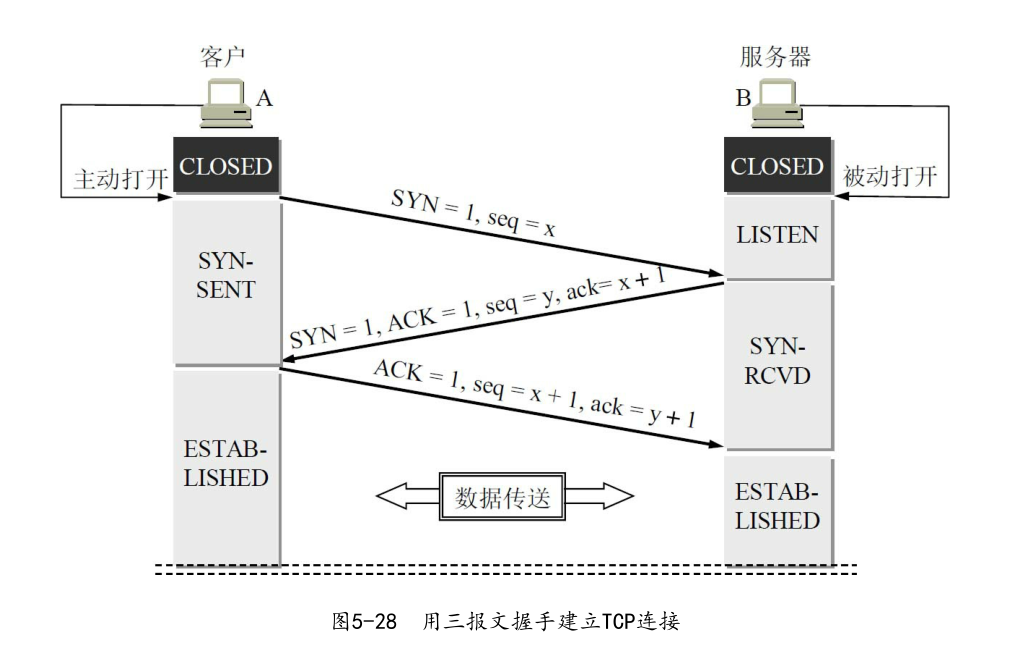 客户
服务器
A
B
CLOSED
CLOSED
主动打开
被动打开
SYN = 1, seq = x
LISTEN
SYN-
SENT
SYN = 1, ACK = 1, seq = y, ack= x + 1
SYN-
RCVD
ACK = 1, seq = x + 1, ack = y + 1
ESTAB-
LISHED
数据传送
ESTAB-
LISHED
图5-28 用三报文握手建立TCP连接